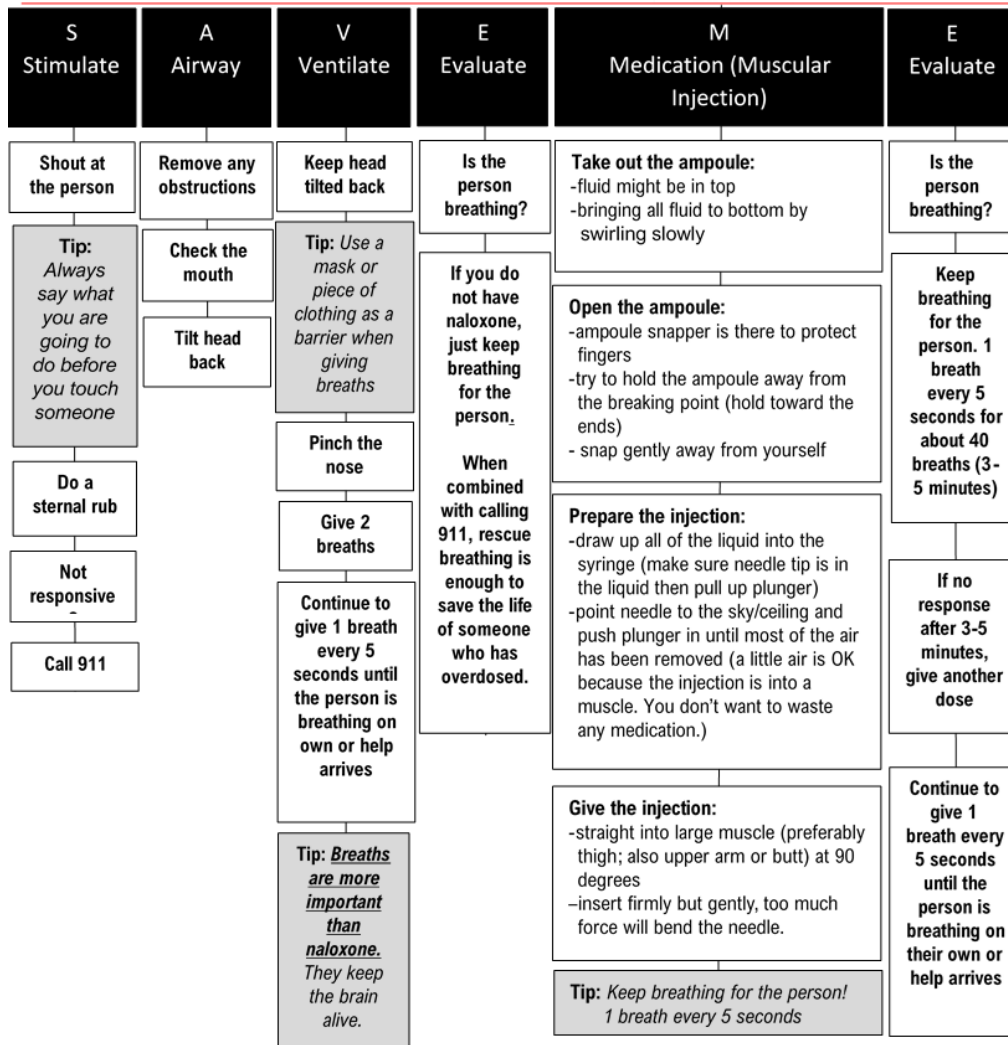 S
Stimulate
Shout at
the person
Tip:
Always
say what
you are
going to
do before
you touch
someone
Do a
sternal rub
Not
responsive
Call 911
A
Airway
Remove any
obstructions
Check the
mouth
Tilt head
back
V
Ventilate
Keep head
tilted back
Tip: Use a
mask or
piece of
clothing as a
barrier when
giving
breaths
Pinch the
nose
Give 2
breaths
Continue to
give 1 breath
every 5
seconds until
the person is
breathing on
own or help
arrives
Tip: Breaths
are more
important
than
naloxone.
They keep
the brain
alive.
E
Evaluate
Is the
person
breathing?
If you do
not have
naloxone,
just keep
breathing
for the
person.
When
combined
with calling
911, rescue
breathing is
enough to
save the life
of someone
who has
overdosed.
M
Medication (Muscular
Injection)
Take out the ampoule:
-fluid might be in top
-bringing all fluid to bottom by
swirling slowly
Open the ampoule:
-ampoule snapper is there to protect
fingers
-try to hold the ampoule away from
the breaking point (hold toward the
ends)
- snap gently away from yourself
Prepare the injection:
-draw up all of the liquid into the
syringe (make sure needle tip is in
the liquid then pull up plunger)
-point needle to the sky/ceiling and
push plunger in until most of the air
has been removed (a little air is OK
because the injection is into a
muscle. You don't want to waste
any medication.)
Give the injection:
-straight into large muscle (preferably
thigh; also upper arm or butt) at 90
degrees
–insert firmly but gently, too much
force will bend the needle.
Tip: Keep breathing for the person!
1 breath every 5 seconds
E
Evaluate
Is the
person
breathing?
Keep
breathing
for the
person. 1
breath
every 5
seconds for
about 40
breaths (3-
5 minutes)
If no
response
after 3-5
minutes,
give another
dose
Continue to
give 1
breath every
5 seconds
until the
person is
breathing on
their own or
help arrives